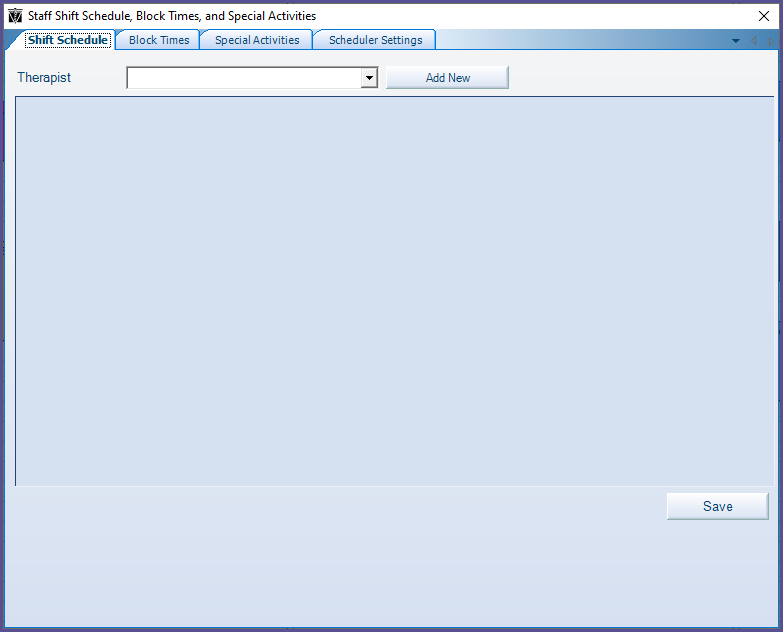 Staff Shift Schedule, Block Times, and Special Activities
Shift Schedule Block Times Special Activities Scheduler Settings
Therapist Add New
Save